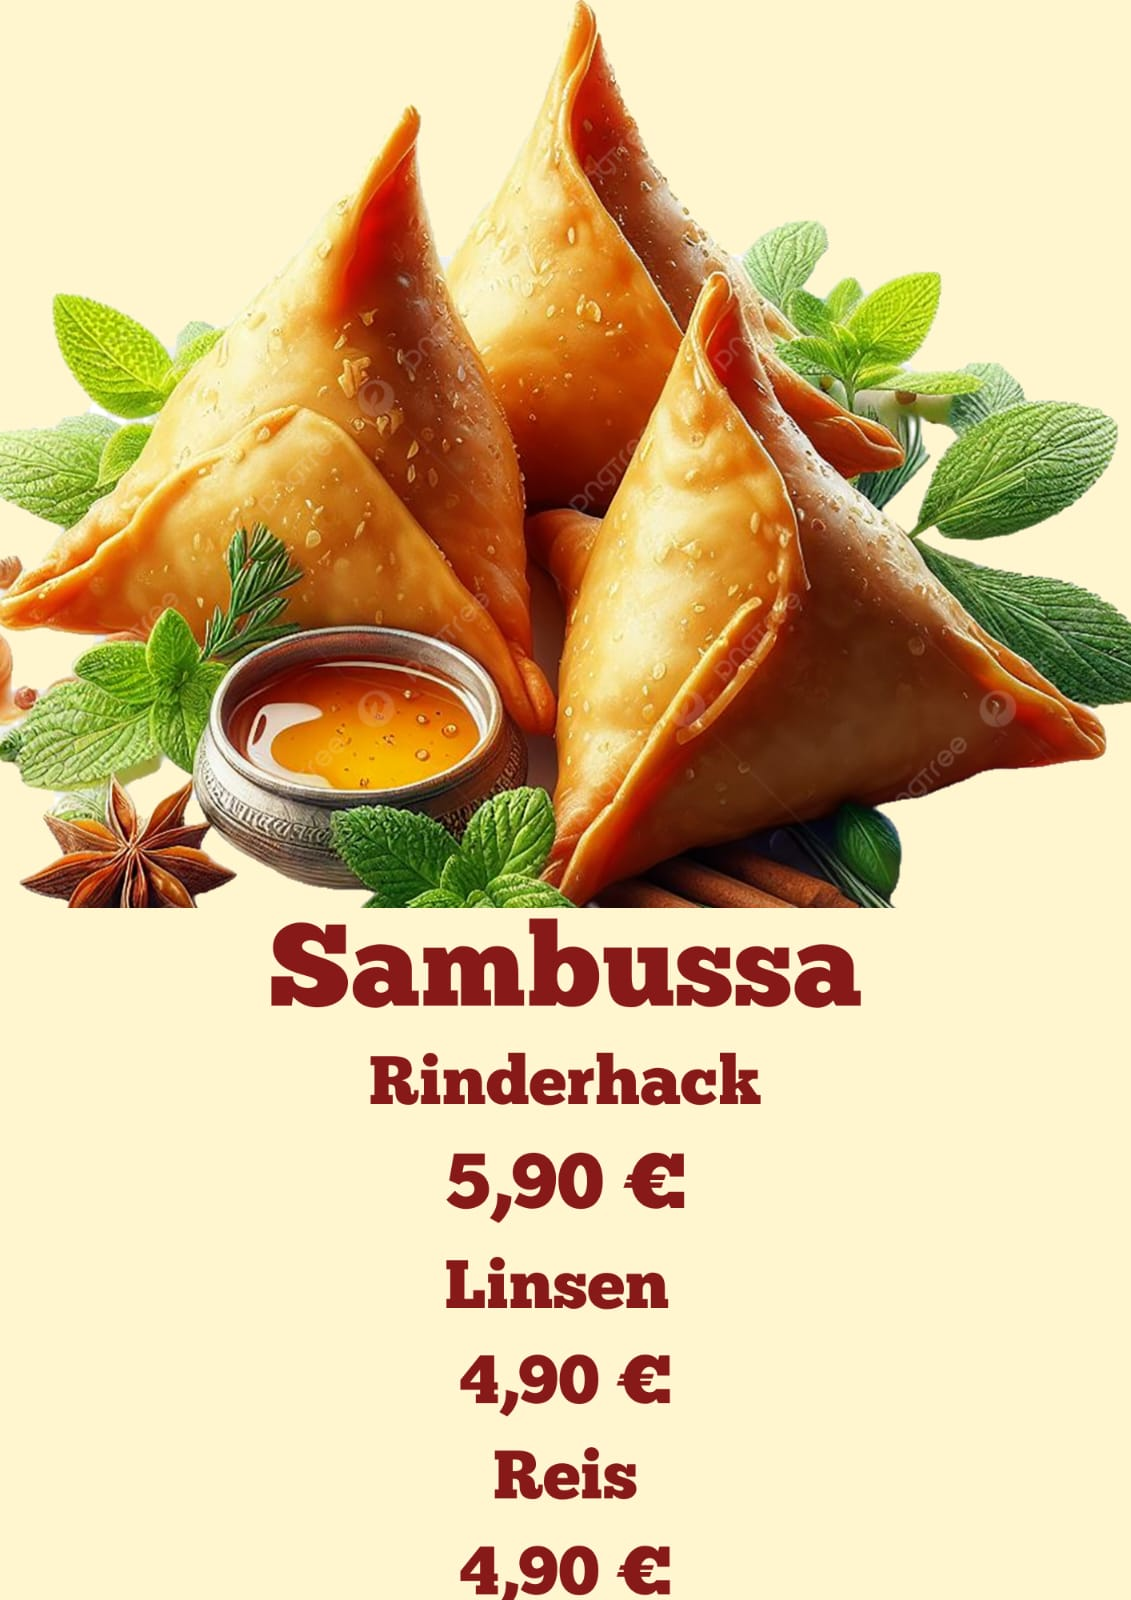 Sambussa
Rinderhack
5,90 €
Linsen
4,90 €
Reis
4,90 €